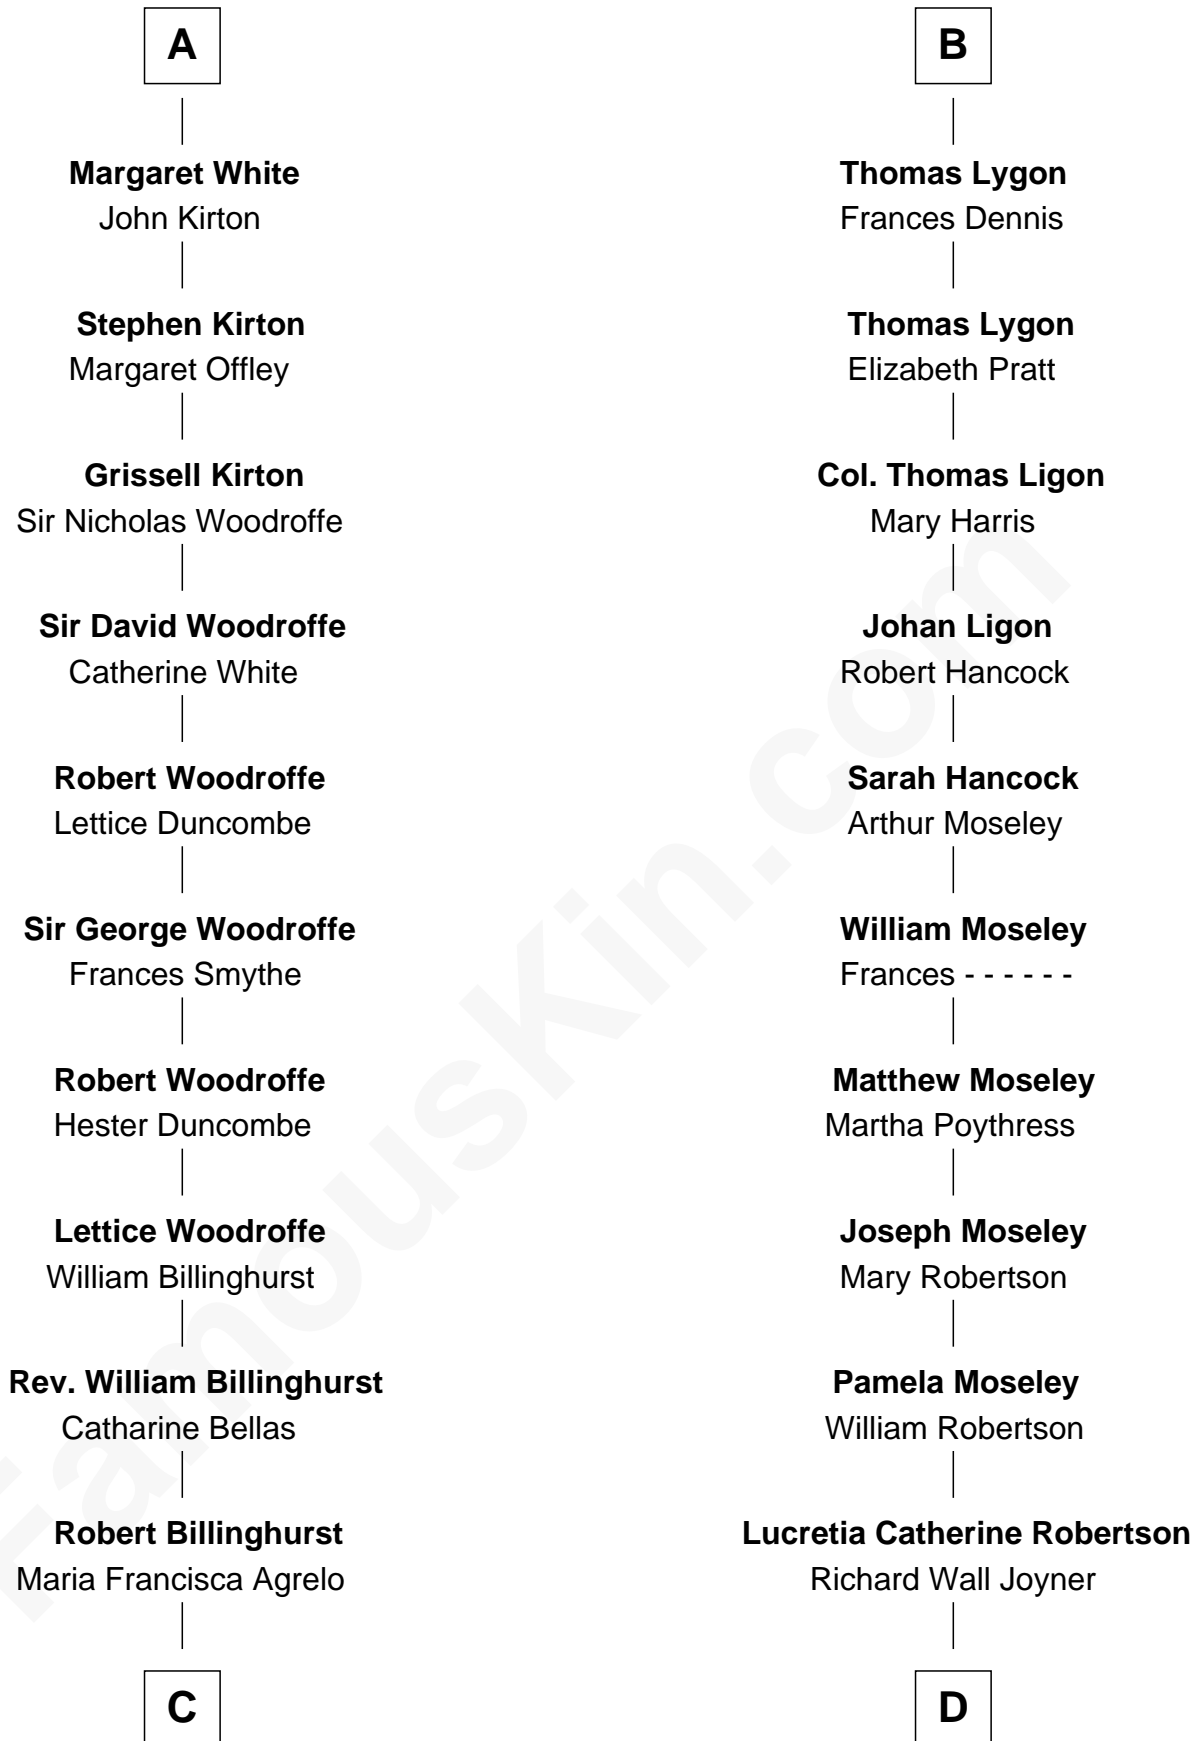 A
Margaret White
John Kirton
Stephen Kirton
Margaret Offley
Grissell Kirton
Sir Nicholas Woodroffe
Sir David Woodroffe
Catherine White
Robert Woodroffe
Lettice Duncombe
Sir George Woodroffe
Frances Smythe
Robert Woodroffe
Hester Duncombe
Lettice Woodroffe
William Billinghurst
Rev. William Billinghurst
Catharine Bellas
Robert Billinghurst
Maria Francisca Agrelo
C
B
Thomas Lygon
Frances Dennis
Thomas Lygon
Elizabeth Pratt
Col. Thomas Ligon
Mary Harris
Johan Ligon
Robert Hancock
Sarah Hancock
Arthur Moseley
William Moseley
Frances - - - - - -
Matthew Moseley
Martha Poythress
Joseph Moseley
Mary Robertson
Pamela Moseley
William Robertson
Lucretia Catherine Robertson
Richard Wall Joyner
D
FamousKin.com